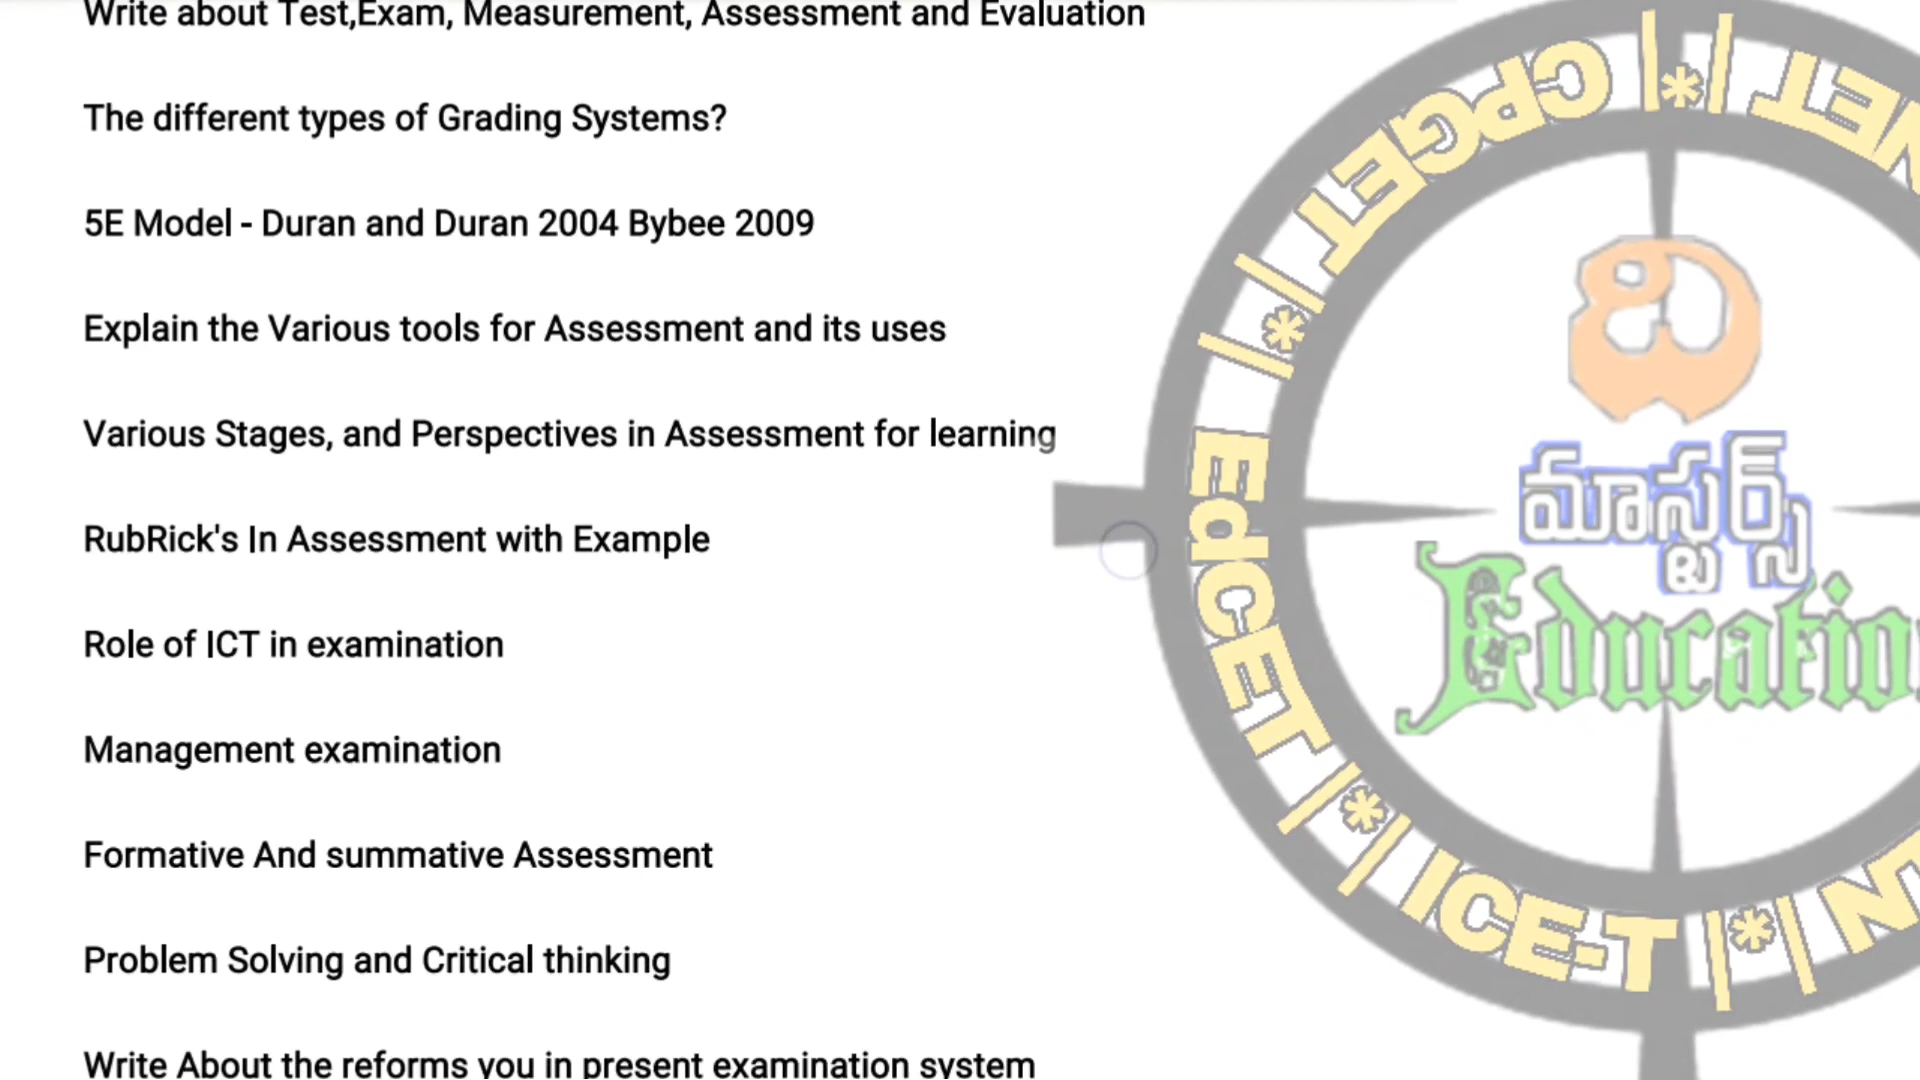 Write about Test,Exam, Measurement, Assessment and Evaluation
The different types of Grading Systems?
5E Model - Duran and Duran 2004 Bybee 2009
Explain the Various tools for Assessment and its uses
Various Stages, and Perspectives in Assessment for learning
RubRick's In Assessment with Example
Role of ICT in examination
Management examination
Formative And summative Assessment
Problem Solving and Critical thinking
Write About the reforms you in present examination system
CPGET |*| EdCET |*| ICE-T |*|
ది
మాస్టర్స్
Education